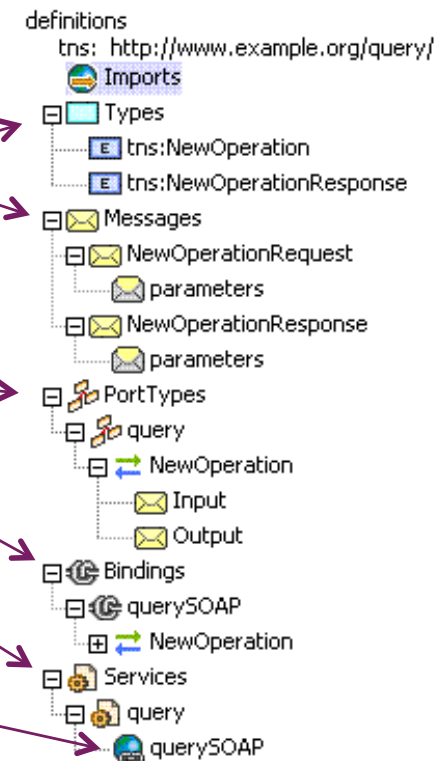 definitions
tns: http://www.example.org/query/
Imports
Types
E tns:NewOperation
E tns:NewOperationResponse
Messages
NewOperationRequest
parameters
NewOperationResponse
parameters
PortTypes
query
NewOperation
Input
Output
Bindings
querySOAP
NewOperation
Services
query
querySOAP